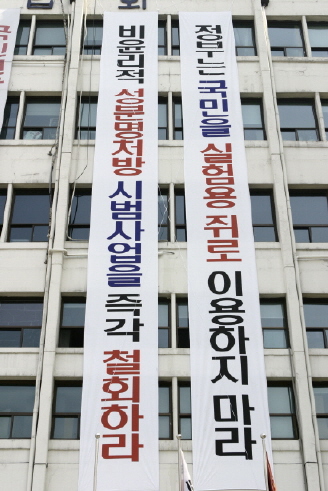 회
정부는 국민을 실험용 쥐로 이용하지 마라
비윤리적 성분명처방 시범사업을 즉각 철회하라